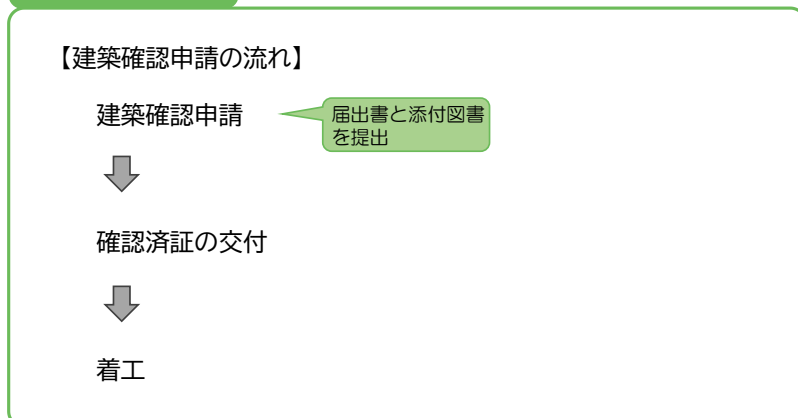 【建築確認申請の流れ】
建築確認申請
届出書と添付図書
を提出
確認済証の交付
着工